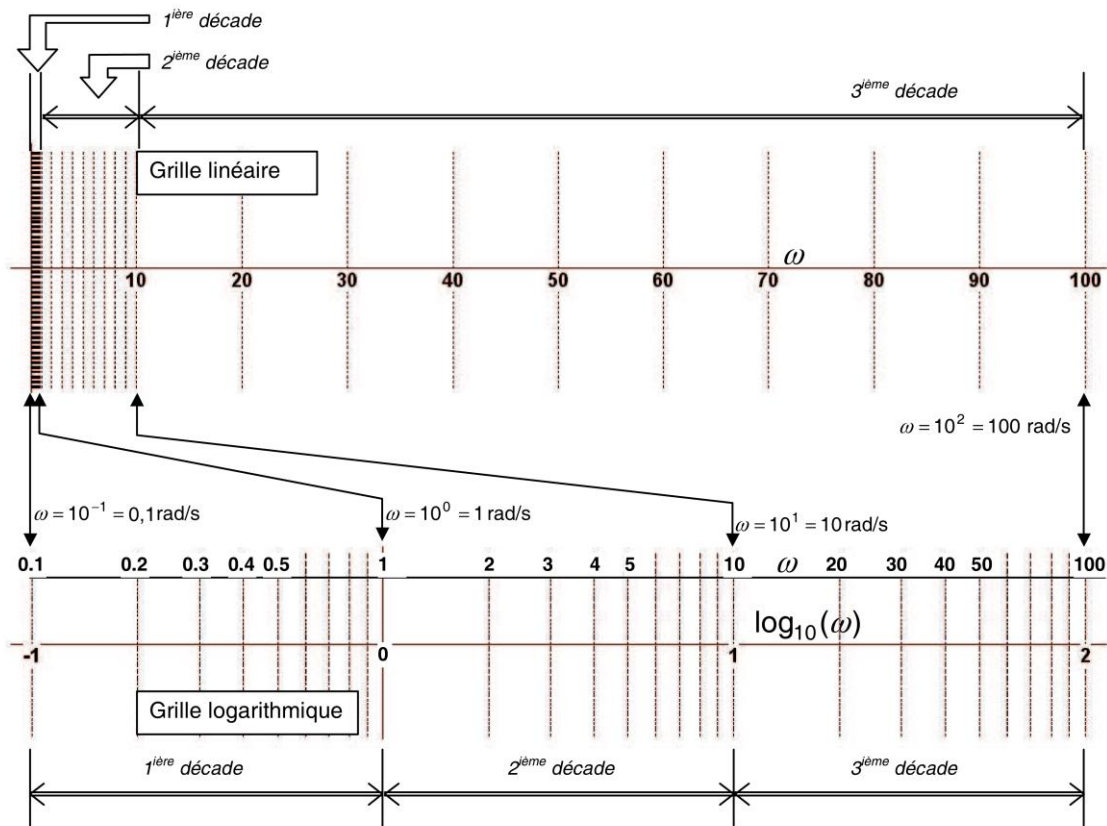 1ière décade
2ième décade
3ième décade
Grille linéaire
ω
10 20 30 40 50 60 70 80 90 100
ω = 10² = 100 rad/s
ω = 10⁻¹ = 0,1 rad/s
ω = 10⁰ = 1 rad/s
ω = 10¹ = 10 rad/s
0.1 0.2 0.3 0.4 0.5 1 2 3 4 5 10 ω 20 30 40 50 100
log₁₀(ω)
-1 0 1 2
Grille logarithmique
1ière décade 2ième décade 3ième décade